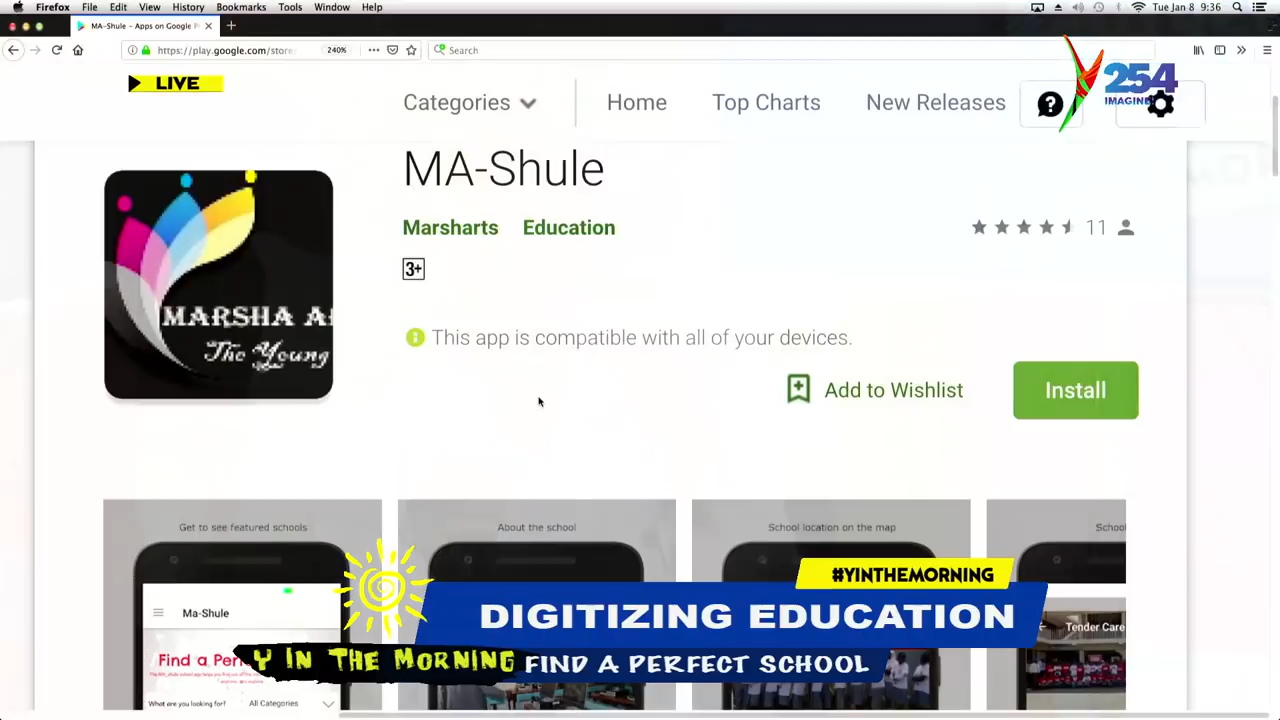 Firefox File Edit View History Bookmarks Tools Window Help Tue Jan 8 9:36
MA-Shule - Apps on Google P
https://play.google.com/store 240% Search
LIVE
254
IMAGINE
Categories Home Top Charts New Releases
MA-Shule
Marsharts Education 11
3+
This app is compatible with all of your devices.
Add to Wishlist Install
MARSHA A
The Young
Get to see featured schools
About the school
School location on the map
School
Ma-Shule
Find a Per
What are you looking for? All Categories
Tender Care
#YINTHEMORNING
DIGITIZING EDUCATION
Y IN THE MORNING FIND A PERFECT SCHOOL